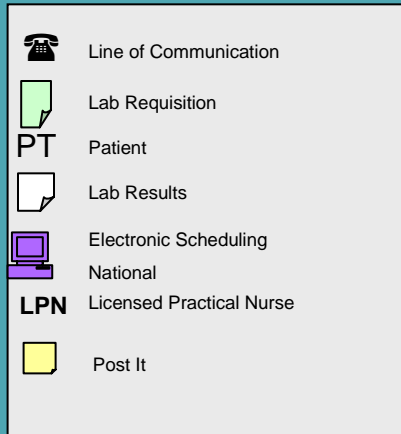 Line of Communication
Lab Requisition
PT Patient
Lab Results
Electronic Scheduling
National
LPN Licensed Practical Nurse
Post It